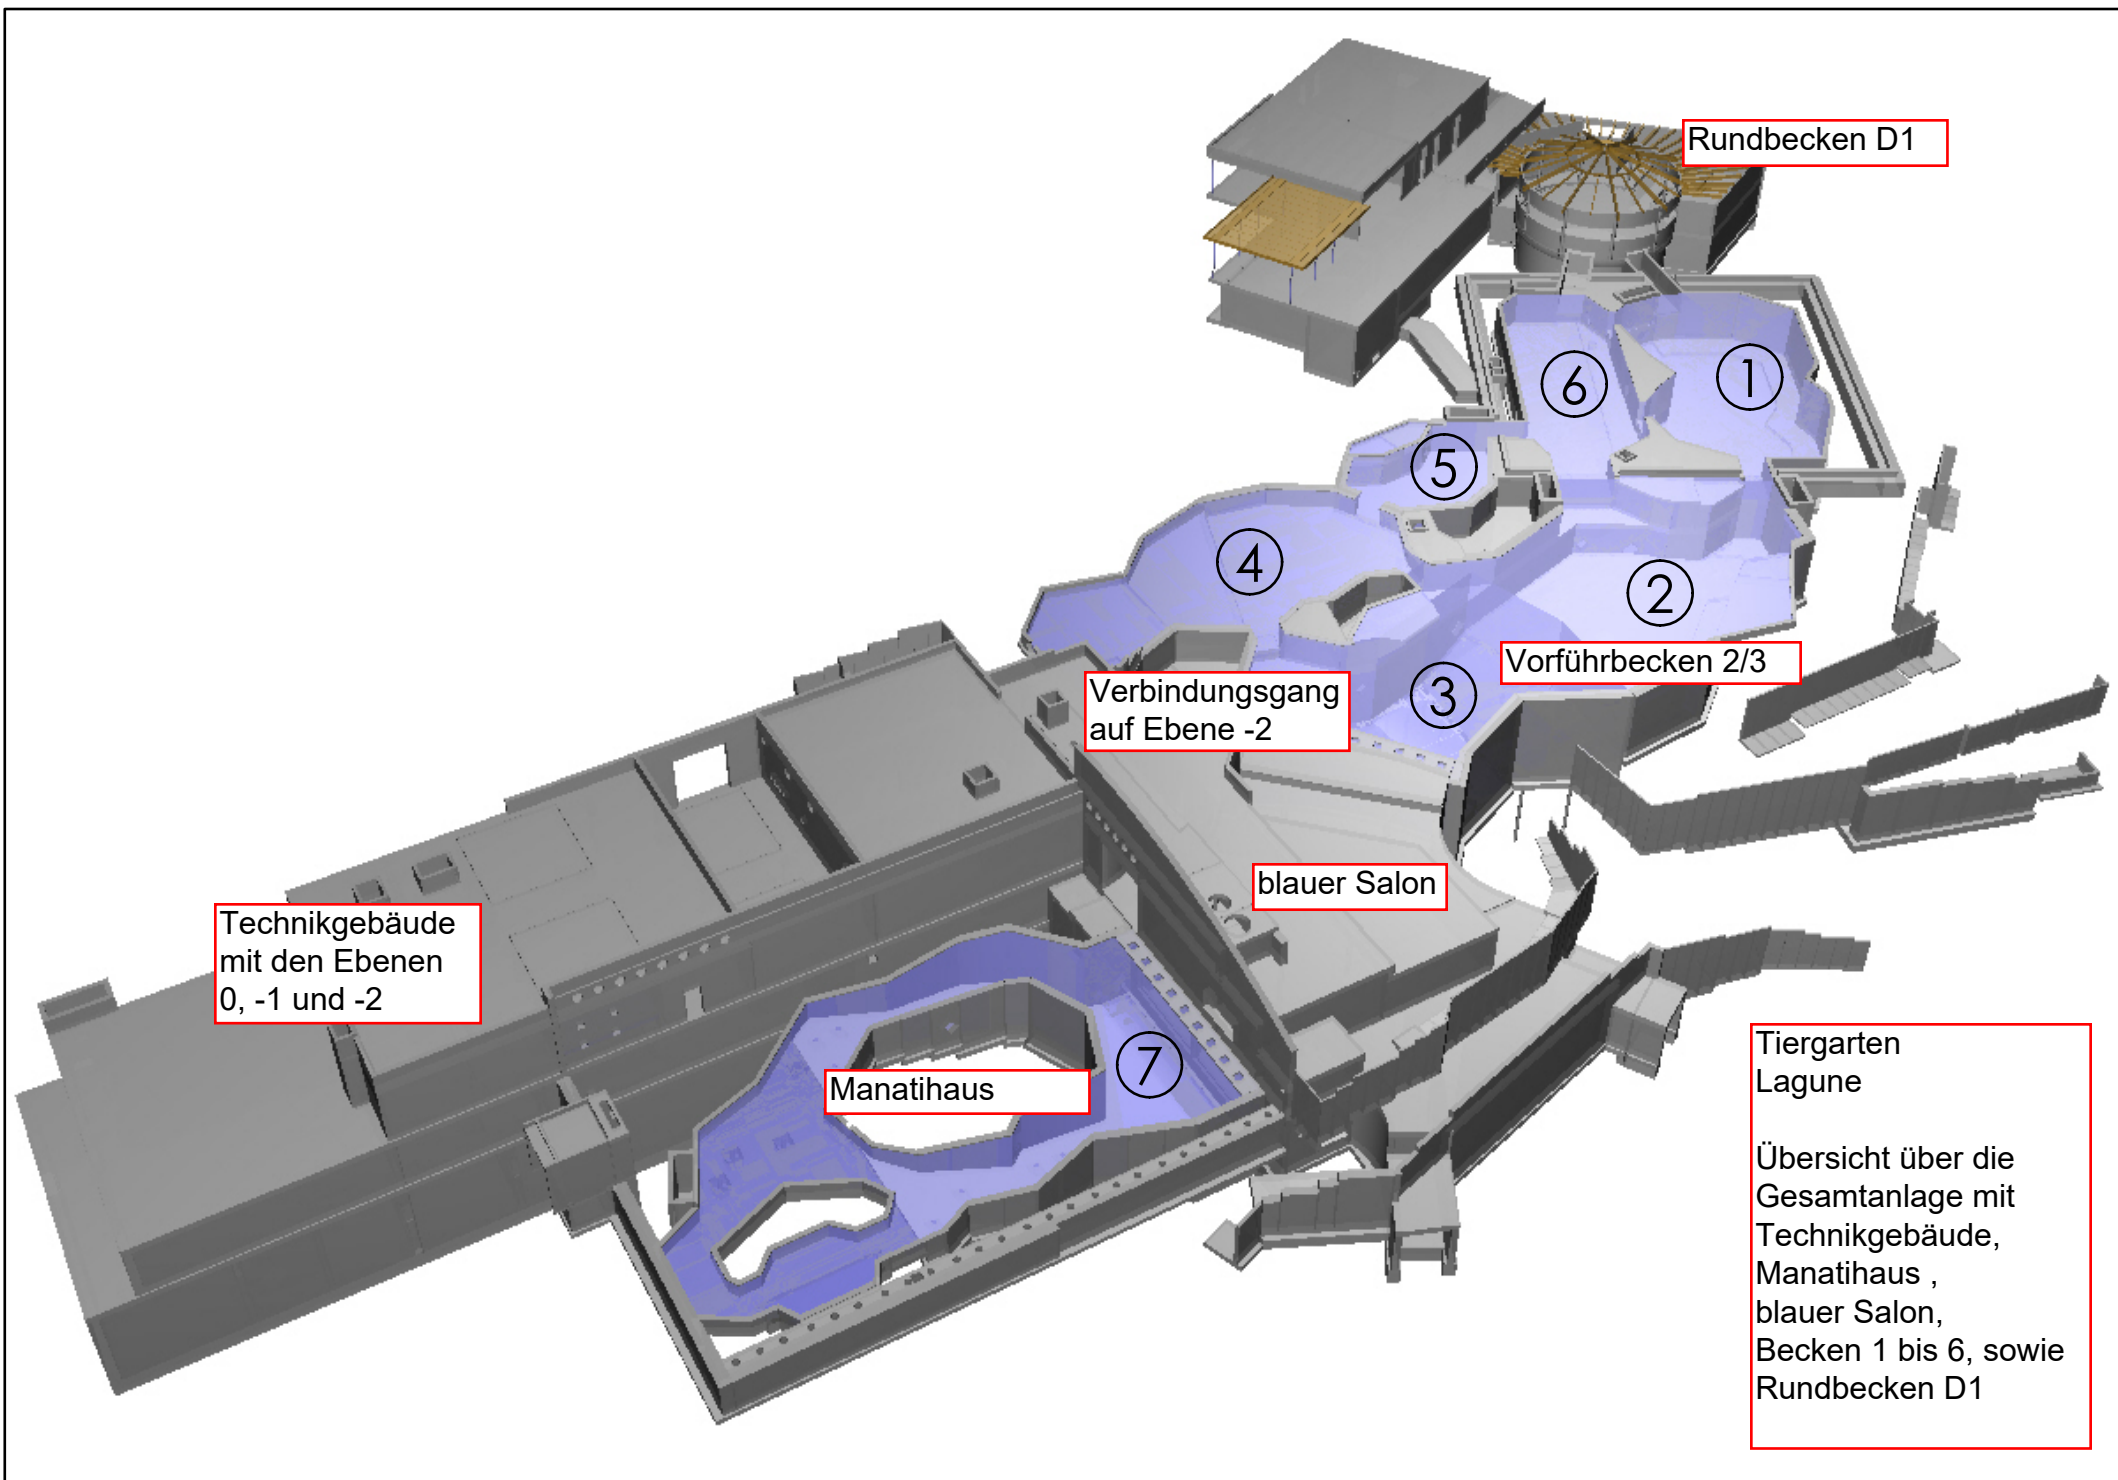 Rundbecken D1
1
6
5
4
2
Vorführbecken 2/3
Verbindungsgang
auf Ebene -2
3
blauer Salon
Technikgebäude
mit den Ebenen
0, -1 und -2
7
Manatihaus
Tiergarten
Lagune
Übersicht über die
Gesamtanlage mit
Technikgebäude,
Manatihaus ,
blauer Salon,
Becken 1 bis 6, sowie
Rundbecken D1